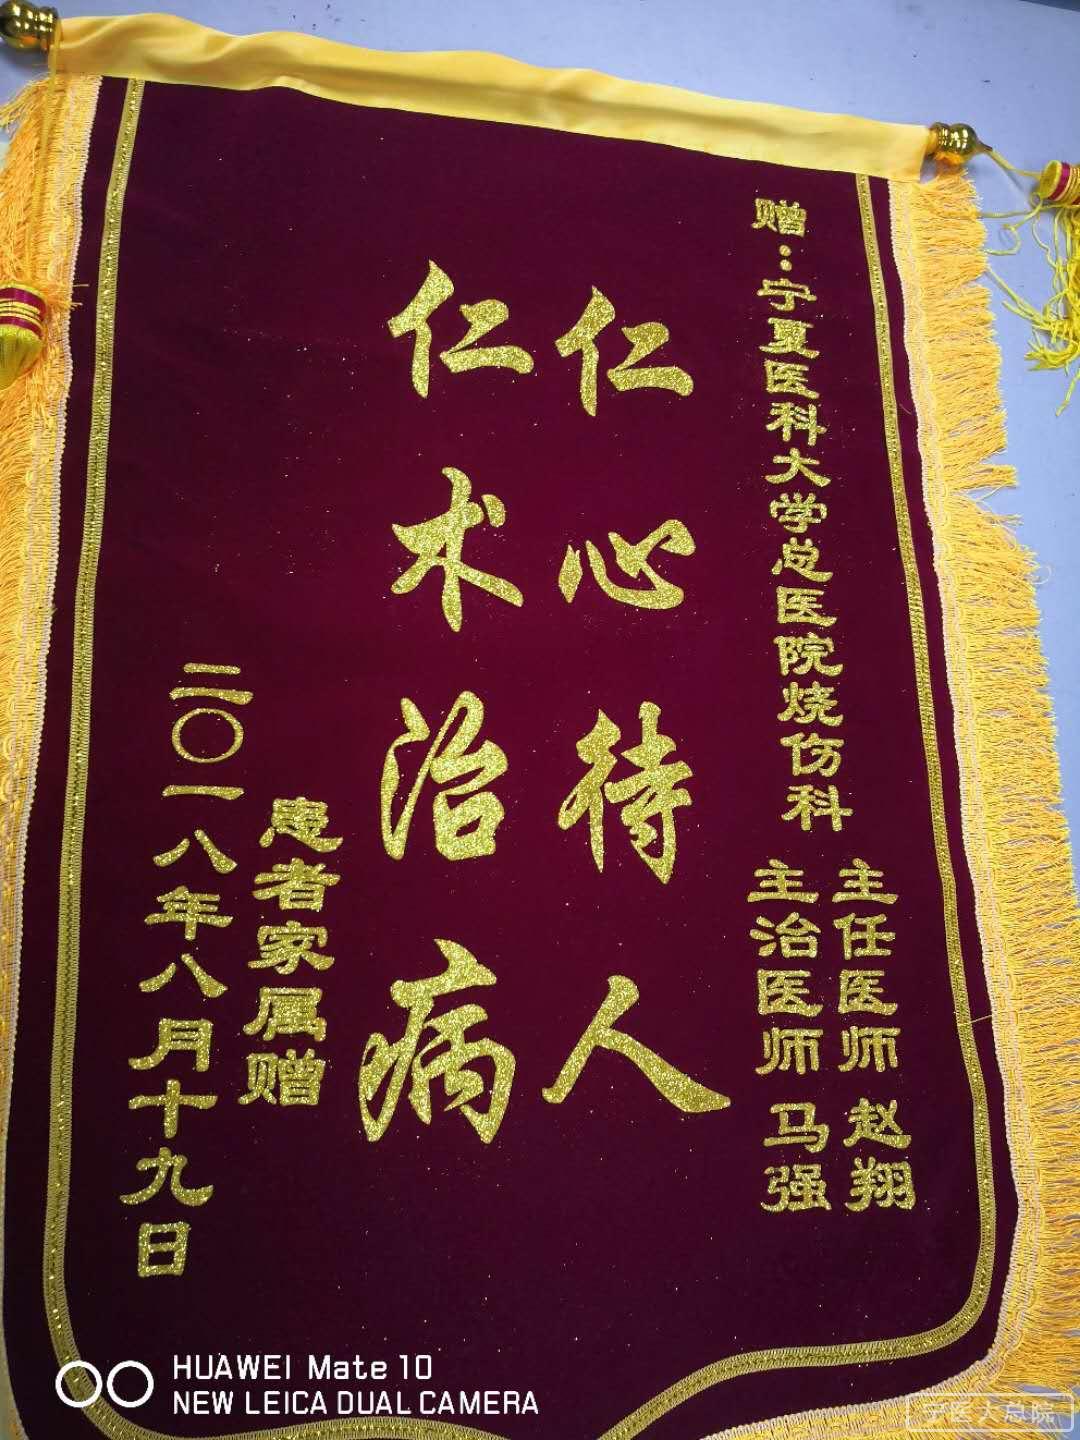 赠：宁夏医科大学总医院烧伤科
主任医师 赵翔
主治医师 马强
仁心待人
仁术治病
患者家属赠
二〇一八年八月十九日
HUAWEI Mate 10
NEW LEICA DUAL CAMERA
宁医大总院